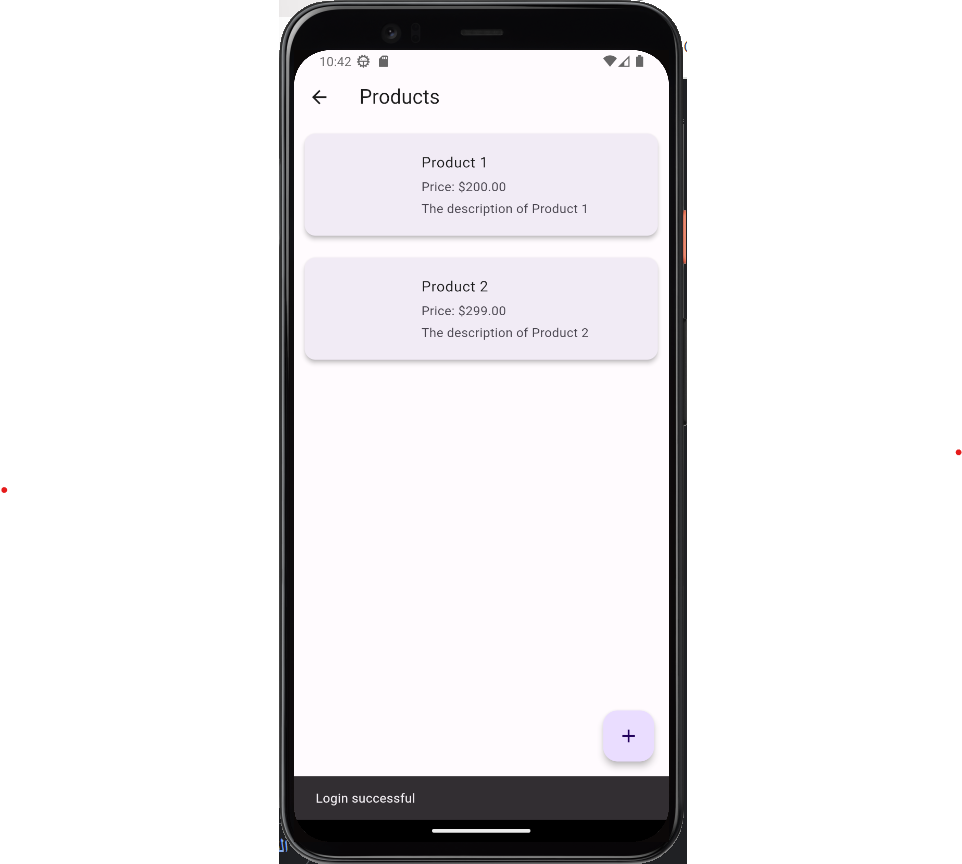 10:42
Products
Product 1
Price: $200.00
The description of Product 1
Product 2
Price: $299.00
The description of Product 2
+
Login successful